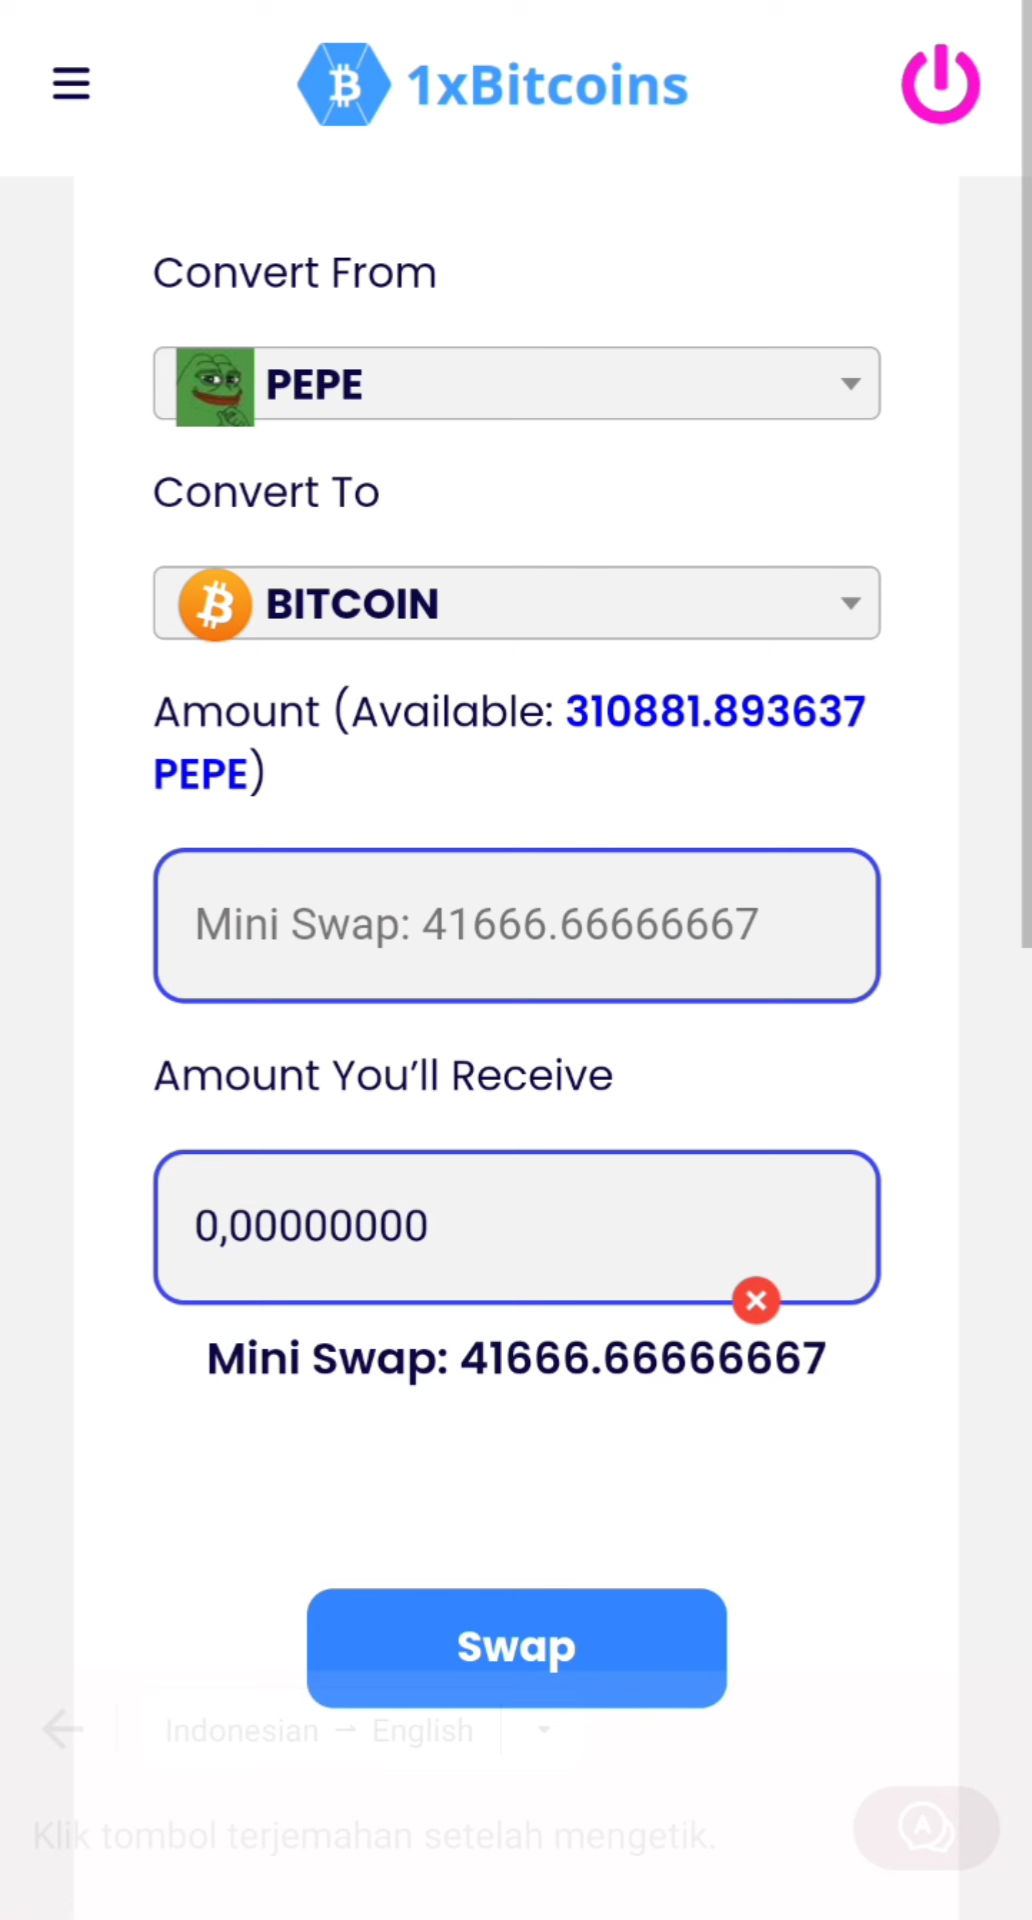 1xBitcoins
Convert From
PEPE
Convert To
BITCOIN
Amount (Available: 310881.893637
PEPE)
Mini Swap: 41666.66666667
Amount You’ll Receive
0,00000000
Mini Swap: 41666.66666667
Swap
Indonesian → English
Klik tombol terjemahan setelah mengetik.